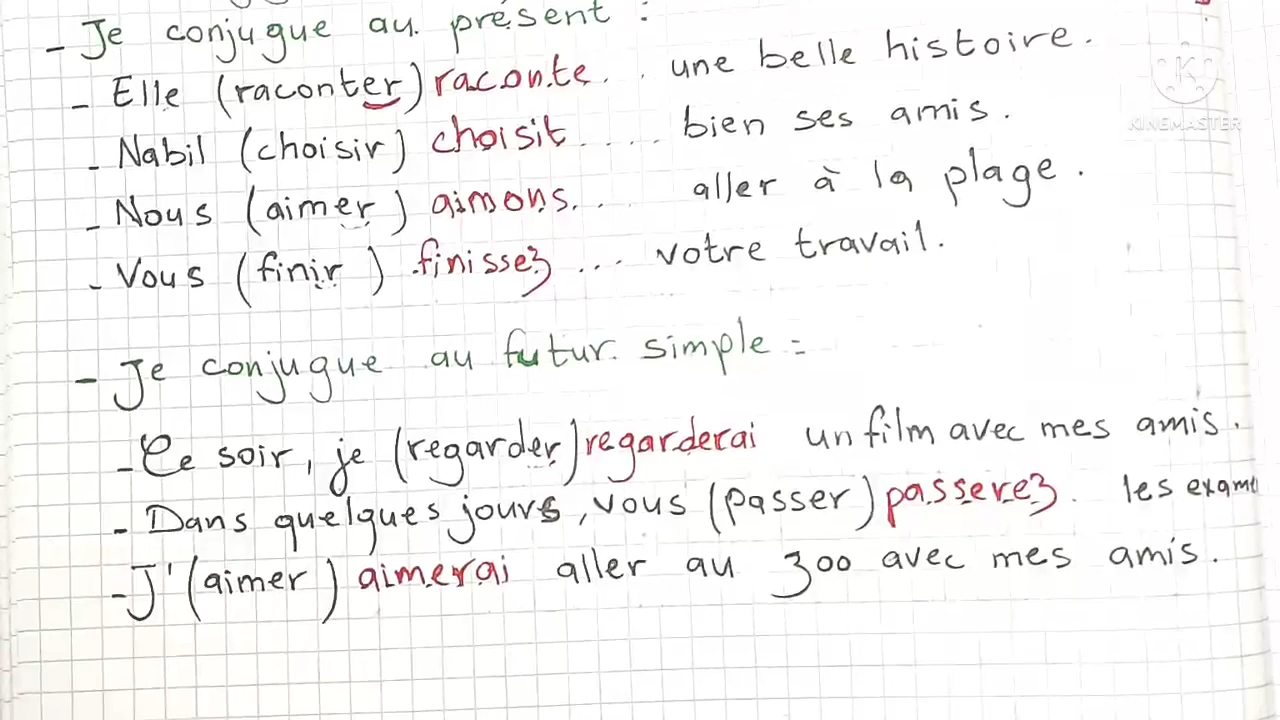 - Je conjugue au présent :
- Elle (raconter) raconte... une belle histoire.
- Nabil (choisir) choisit .... bien ses amis.
- Nous (aimer) aimons... aller à la plage.
- Vous (finir) finissez ... votre travail.
- Je conjugue au futur simple :
- Ce soir, je (regarder) regarderai un film avec mes amis.
- Dans quelques jours, vous (passer) passerez. les exame
- J'(aimer) aimerai aller au zoo avec mes amis.
K
KINEMASTER